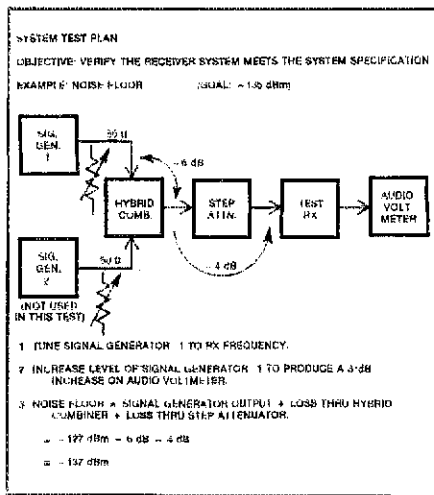 SYSTEM TEST PLAN
OBJECTIVE: VERIFY THE RECEIVER SYSTEM MEETS THE SYSTEM SPECIFICATION
EXAMPLE: NOISE FLOOR (GOAL: -135 dBm)
SIG. GEN. 1
50 Ω
-6 dB
HYBRID COMB.
STEP ATTN.
TEST RX
AUDIO VOLT METER
SIG. GEN. 2
50 Ω
-4 dB
(NOT USED IN THIS TEST)
1 TUNE SIGNAL GENERATOR 1 TO RX FREQUENCY.
2 INCREASE LEVEL OF SIGNAL GENERATOR 1 TO PRODUCE A 3-dB
INCREASE ON AUDIO VOLTMETER.
3 NOISE FLOOR = SIGNAL GENERATOR OUTPUT + LOSS THRU HYBRID
COMBINER + LOSS THRU STEP ATTENUATOR.
= -127 dBm - 6 dB - 4 dB
= -137 dBm